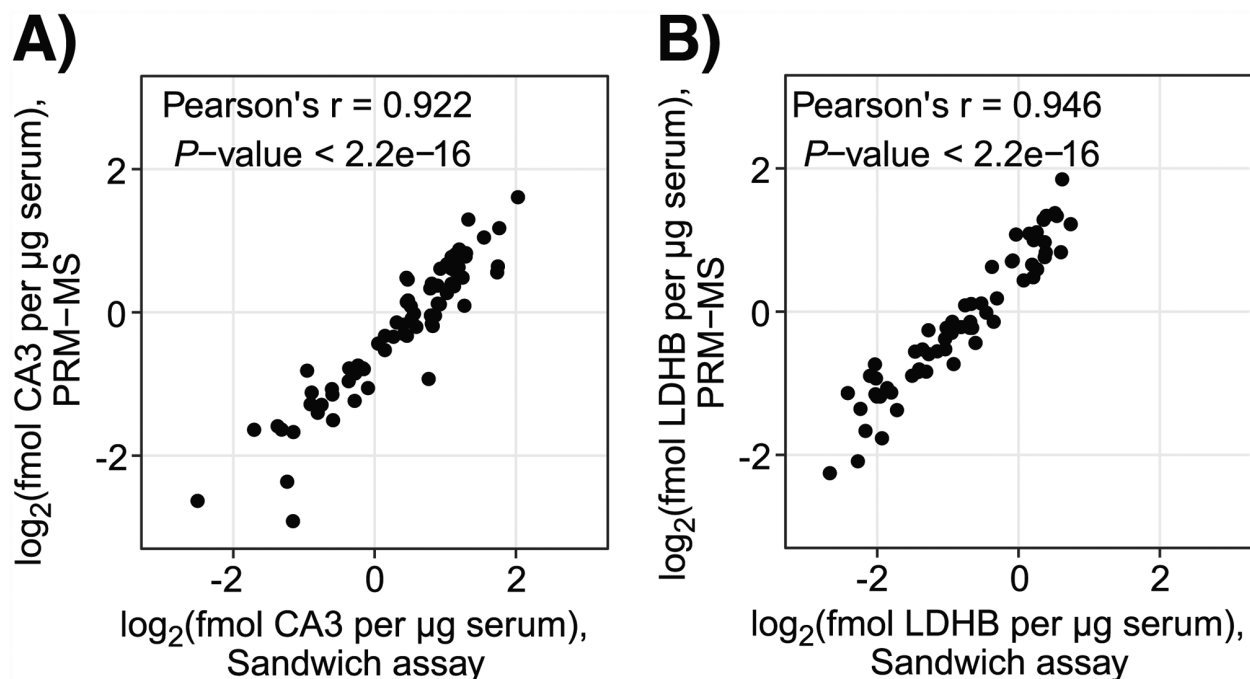 A)
log₂(fmol CA3 per µg serum),
PRM−MS
Pearson's r = 0.922
P−value < 2.2e−16
2
0
-2
-2 0 2
log₂(fmol CA3 per µg serum),
Sandwich assay
B)
log₂(fmol LDHB per µg serum),
PRM−MS
Pearson's r = 0.946
P−value < 2.2e−16
2
0
-2
-2 0 2
log₂(fmol LDHB per µg serum),
Sandwich assay